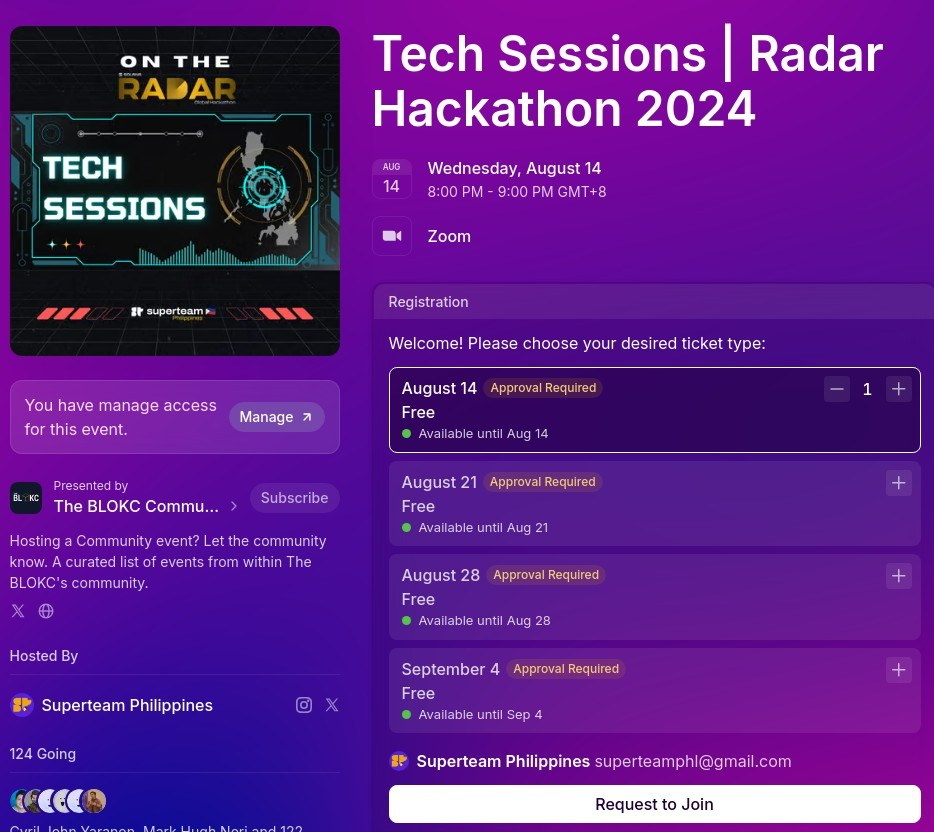 ON THE
RADAR
Global Hackathon
TECH
SESSIONS
superteam
Philippines
You have manage access
for this event.
Manage
Presented by
The BLOKC Commu...
Subscribe
Hosting a Community event? Let the community
know. A curated list of events from within The
BLOKC's community.
Hosted By
Superteam Philippines
124 Going
Cyril John Yaranon, Mark Hugh Neri and 122
Tech Sessions | Radar
Hackathon 2024
AUG
14
Wednesday, August 14
8:00 PM - 9:00 PM GMT+8
Zoom
Registration
Welcome! Please choose your desired ticket type:
August 14 Approval Required
1
Free
Available until Aug 14
August 21 Approval Required
Free
Available until Aug 21
August 28 Approval Required
Free
Available until Aug 28
September 4 Approval Required
Free
Available until Sep 4
Superteam Philippines superteamphl@gmail.com
Request to Join